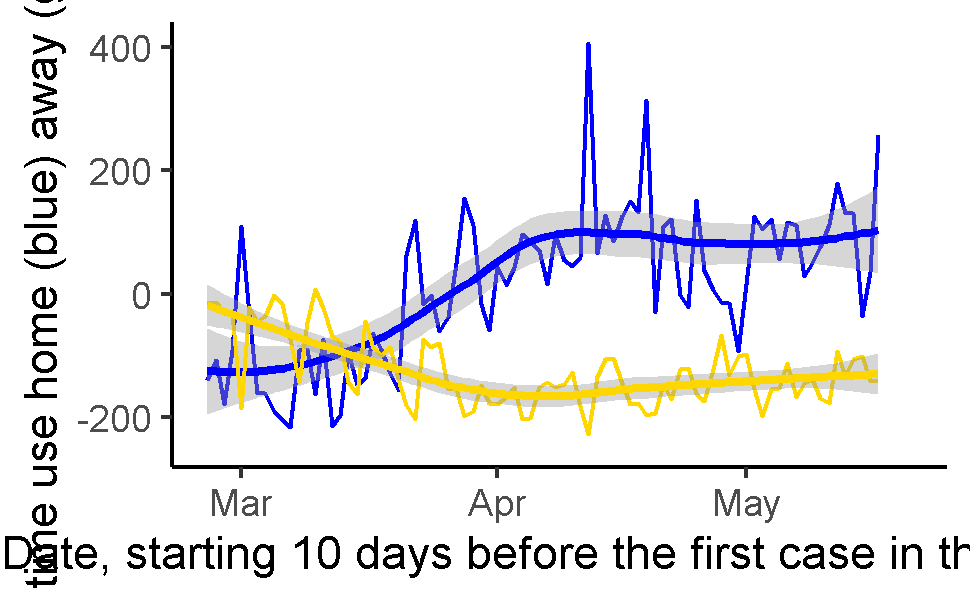 time use home (blue) away (
400
200
0
-200
Mar
Apr
May
Date, starting 10 days before the first case in th